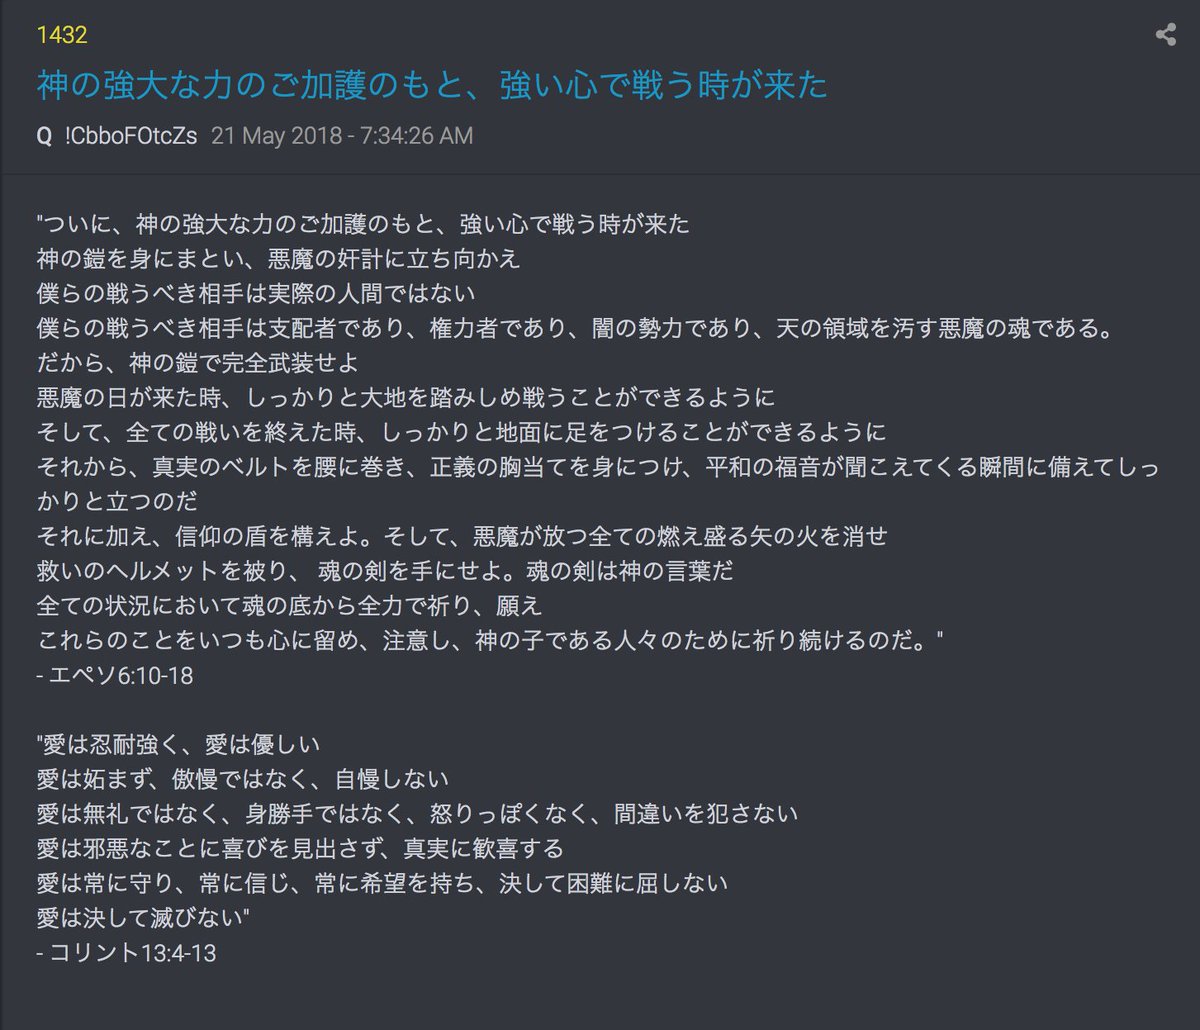 1432
神の強大な力のご加護のもと、強い心で戦う時が来た
Q !CbboFOtcZs 21 May 2018 - 7:34:26 AM
"ついに、神の強大な力のご加護のもと、強い心で戦う時が来た
神の鎧を身にまとい、悪魔の奸計に立ち向かえ
僕らの戦うべき相手は実際の人間ではない
僕らの戦うべき相手は支配者であり、権力者であり、闇の勢力であり、天の領域を汚す悪魔の魂である。
だから、神の鎧で完全武装せよ
悪魔の日が来た時、しっかりと大地を踏みしめ戦うことができるように
そして、全ての戦いを終えた時、しっかりと地面に足をつけることができるように
それから、真実のベルトを腰に巻き、正義の胸当てを身につけ、平和の福音が聞こえてくる瞬間に備えてしっ
かりと立つのだ
それに加え、信仰の盾を構えよ。そして、悪魔が放つ全ての燃え盛る矢の火を消せ
救いのヘルメットを被り、 魂の剣を手にせよ。魂の剣は神の言葉だ
全ての状況において魂の底から全力で祈り、願え
これらのことをいつも心に留め、注意し、神の子である人々のために祈り続けるのだ。"
- エペソ6:10-18
"愛は忍耐強く、愛は優しい
愛は妬まず、傲慢ではなく、自慢しない
愛は無礼ではなく、身勝手ではなく、怒りっぽくなく、間違いを犯さない
愛は邪悪なことに喜びを見出さず、真実に歓喜する
愛は常に守り、常に信じ、常に希望を持ち、決して困難に屈しない
愛は決して滅びない"
- コリント13:4-13